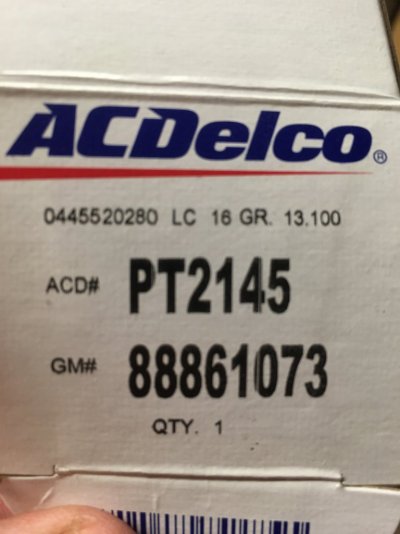 ACDelco®
0445520280 LC 16 GR. 13.100
ACD# PT2145
GM# 88861073
QTY. 1